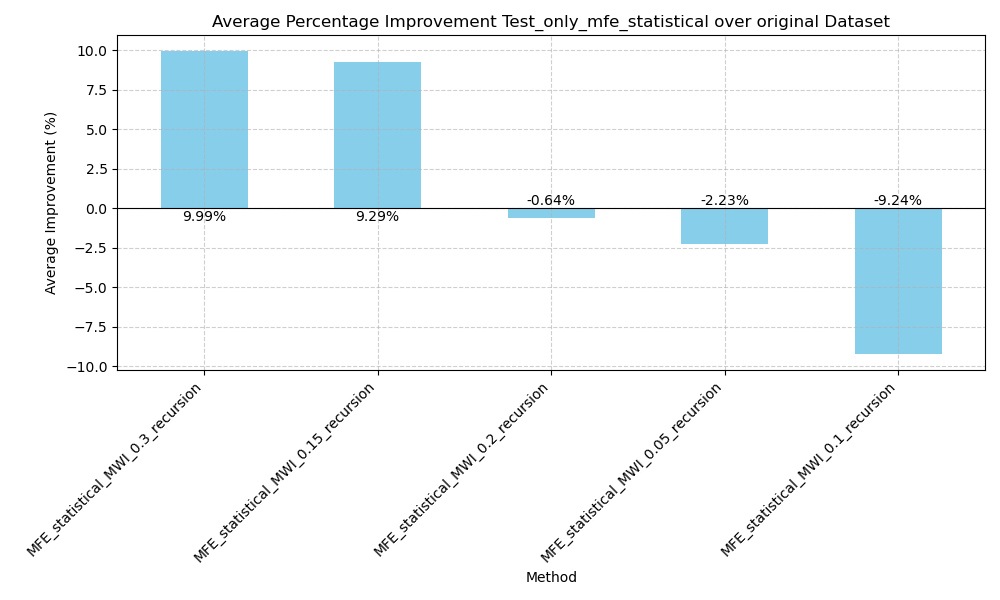 Average Percentage Improvement Test_only_mfe_statistical over original Dataset
Average Improvement (%)
10.0
7.5
5.0
2.5
0.0
−2.5
−5.0
−7.5
−10.0
9.99%
9.29%
-0.64%
-2.23%
-9.24%
MFE_statistical_MWI_0.3_recursion
MFE_statistical_MWI_0.15_recursion
MFE_statistical_MWI_0.2_recursion
MFE_statistical_MWI_0.05_recursion
MFE_statistical_MWI_0.1_recursion
Method